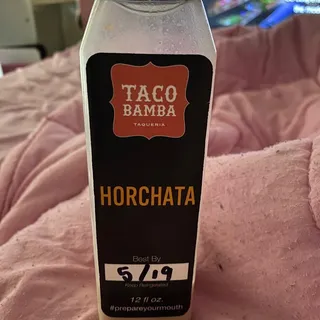 TACO
BAMBA
TAQUERIA
HORCHATA
Best By
5/19
Keep Refrigerated
12 fl oz.
#prepareyourmouth